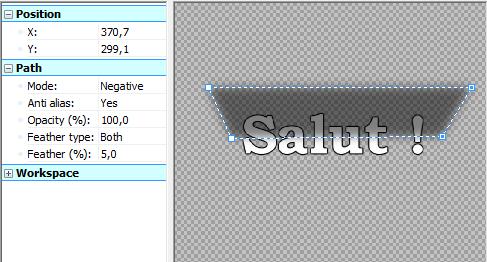 Position
X: 370,7
Y: 299,1
Path
Mode: Negative
Anti alias: Yes
Opacity (%): 100,0
Feather type: Both
Feather (%): 5,0
Workspace
Salut !